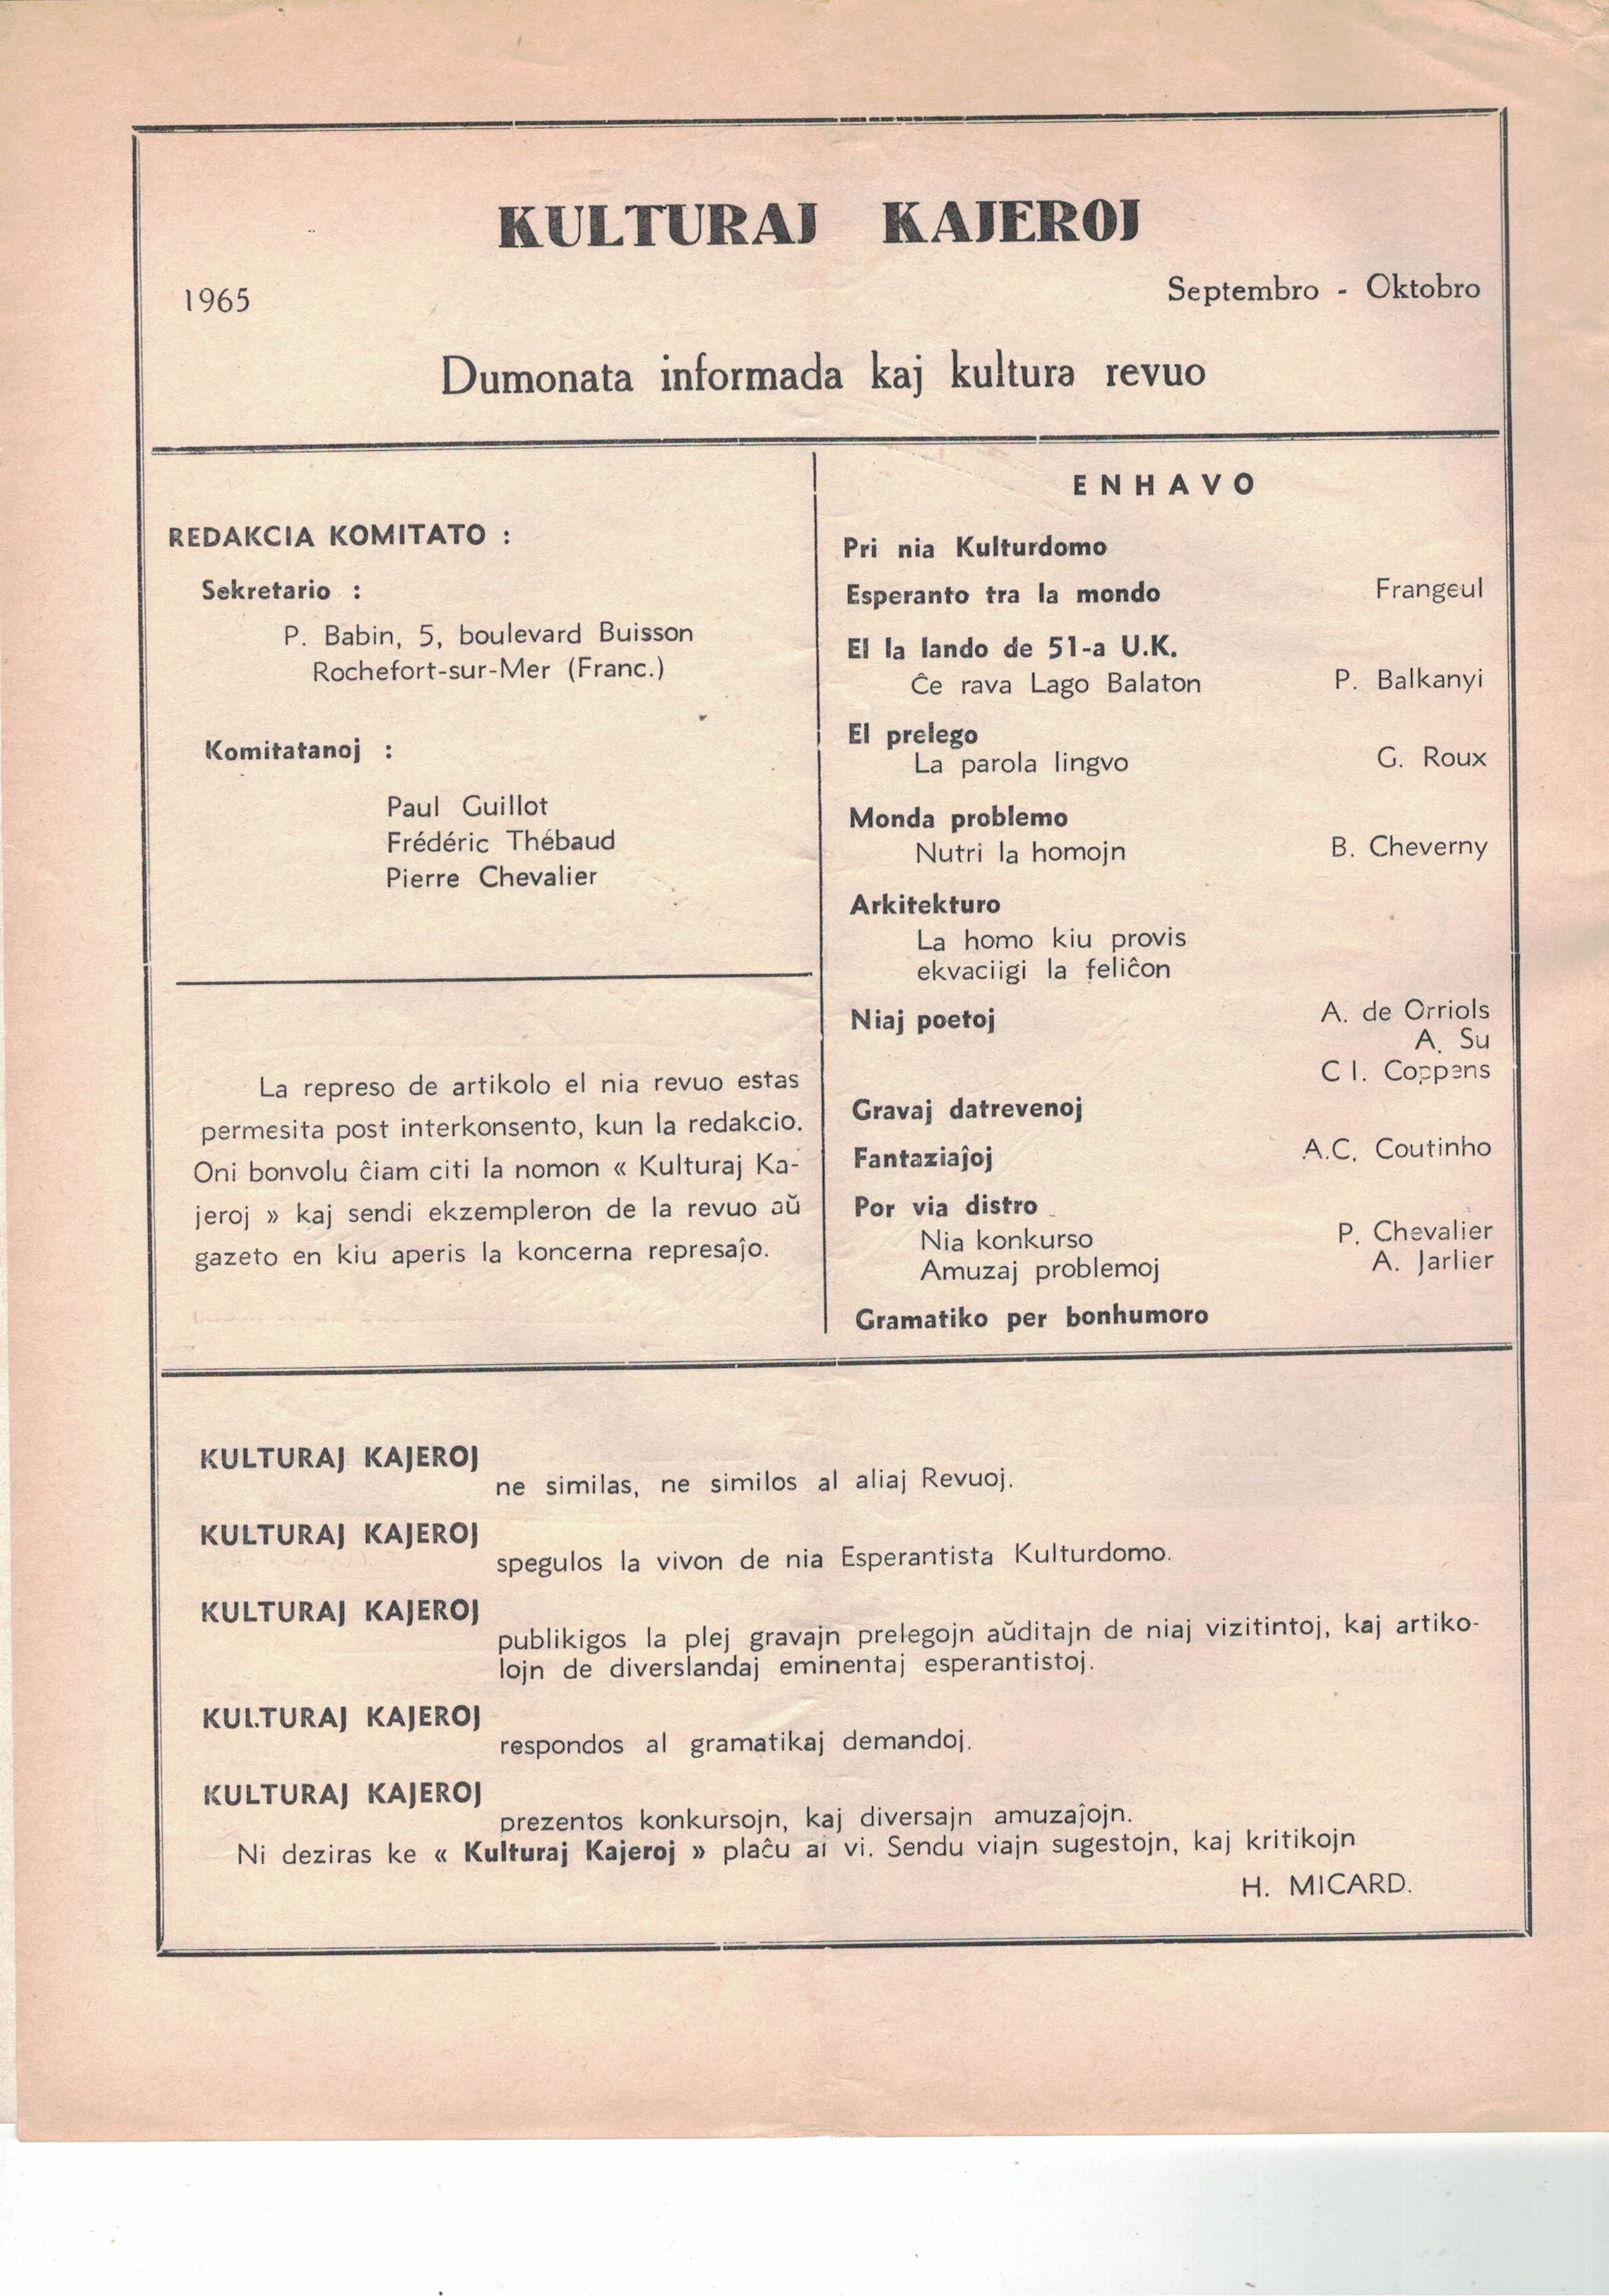 KULTURAJ KAJEROJ
1965
Septembro - Oktobro
Dumonata informada kaj kultura revuo
REDAKCIA KOMITATO :
Sekretario :
P. Babin, 5, boulevard Buisson
Rochefort-sur-Mer (Franc.)
Komitatanoj :
Paul Guillot
Frédéric Thébaud
Pierre Chevalier
La represo de artikolo el nia revuo estas
permesita post interkonsento, kun la redakcio.
Oni bonvolu ĉiam citi la nomon « Kulturaj Ka-
jeroj » kaj sendi ekzempleron de la revuo aŭ
gazeto en kiu aperis la koncerna represaĵo.
ENHAVO
Pri nia Kulturdomo
Esperanto tra la mondo Frangeul
El la lando de 51-a U.K.
Ĉe rava Lago Balaton P. Balkanyi
El prelego
La parola lingvo G. Roux
Monda problemo
Nutri la homojn B. Cheverny
Arkitekturo
La homo kiu provis
ekvaciigi la feliĉon
Niaj poetoj A. de Orriols
A. Su
C l. Coppens
Gravaj datrevenoj
Fantaziaĵoj A.C. Coutinho
Por via distro
Nia konkurso P. Chevalier
Amuzaj problemoj A. Jarlier
Gramatiko per bonhumoro
KULTURAJ KAJEROJ
ne similas, ne similos al aliaj Revuoj.
KULTURAJ KAJEROJ
spegulos la vivon de nia Esperantista Kulturdomo.
KULTURAJ KAJEROJ
publikigos la plej gravajn prelegojn aŭditajn de niaj vizitintoj, kaj artiko-
lojn de diverslandaj eminentaj esperantistoj.
KULTURAJ KAJEROJ
respondos al gramatikaj demandoj.
KULTURAJ KAJEROJ
prezentos konkursojn, kaj diversajn amuzaĵojn.
Ni deziras ke « Kulturaj Kajeroj » plaĉu al vi. Sendu viajn sugestojn, kaj kritikojn
H. MICARD.